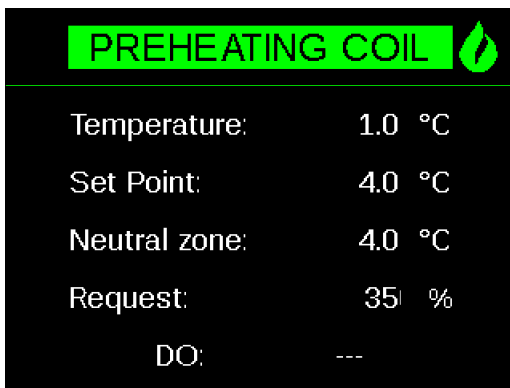 PREHEATING COIL
Temperature: 1.0 °C
Set Point: 4.0 °C
Neutral zone: 4.0 °C
Request: 35 %
DO: ---